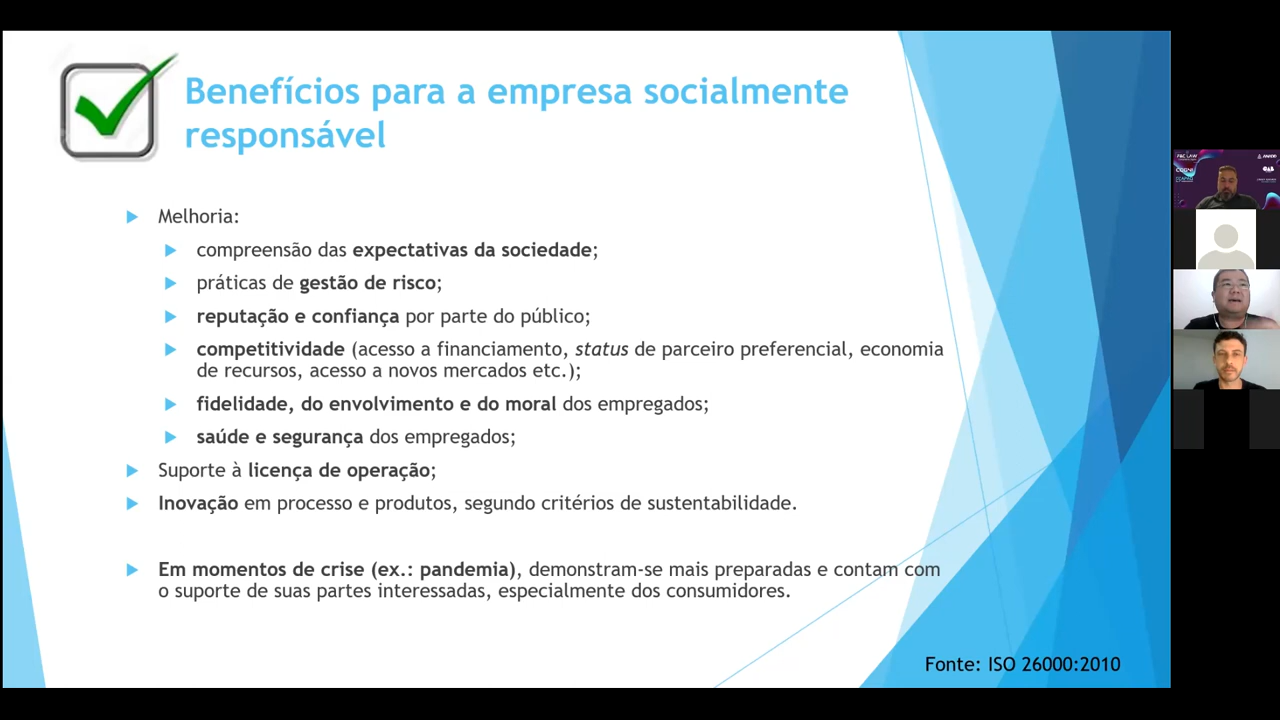 Benefícios para a empresa socialmente
responsável
Melhoria:
compreensão das expectativas da sociedade;
práticas de gestão de risco;
reputação e confiança por parte do público;
competitividade (acesso a financiamento, status de parceiro preferencial, economia
de recursos, acesso a novos mercados etc.);
fidelidade, do envolvimento e do moral dos empregados;
saúde e segurança dos empregados;
Suporte à licença de operação;
Inovação em processo e produtos, segundo critérios de sustentabilidade.
Em momentos de crise (ex.: pandemia), demonstram-se mais preparadas e contam com
o suporte de suas partes interessadas, especialmente dos consumidores.
Fonte: ISO 26000:2010